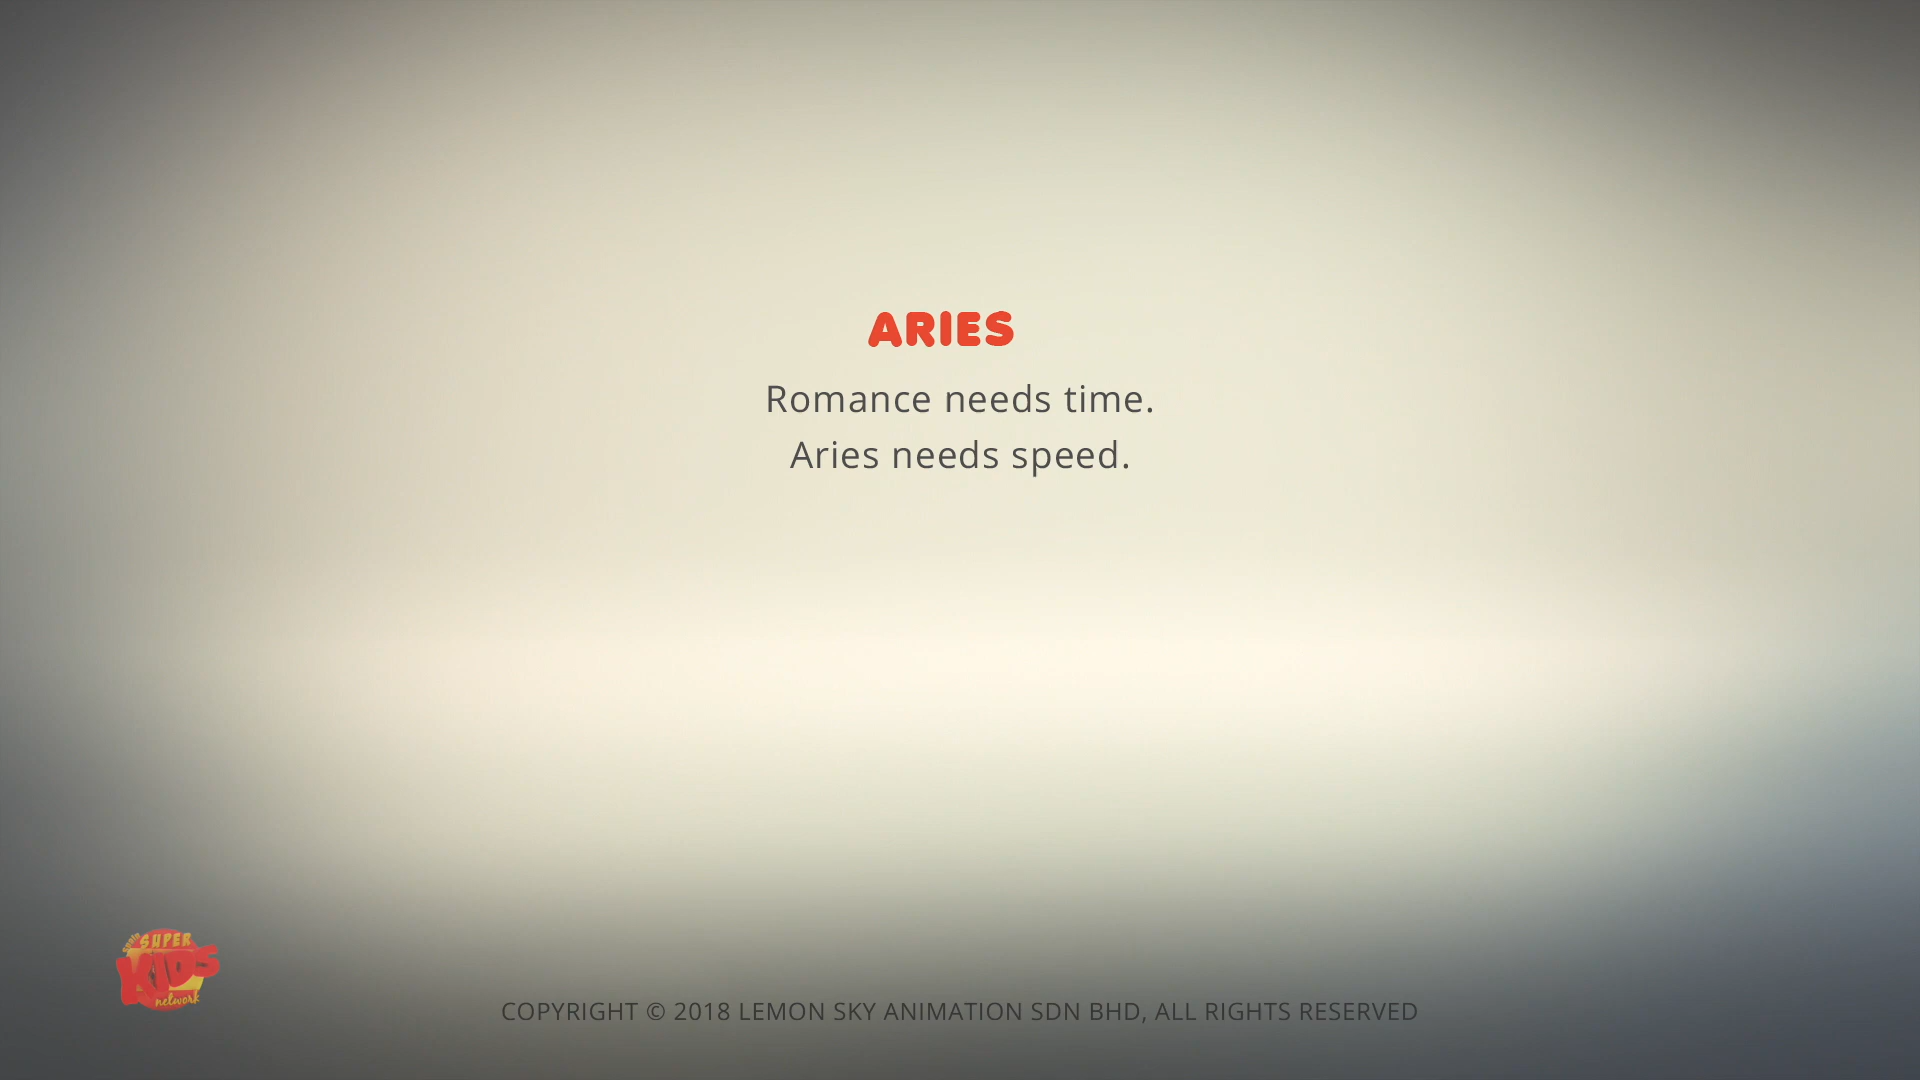 ARIES
Romance needs time.
Aries needs speed.
SUPER
KIDS
network
COPYRIGHT © 2018 LEMON SKY ANIMATION SDN BHD, ALL RIGHTS RESERVED